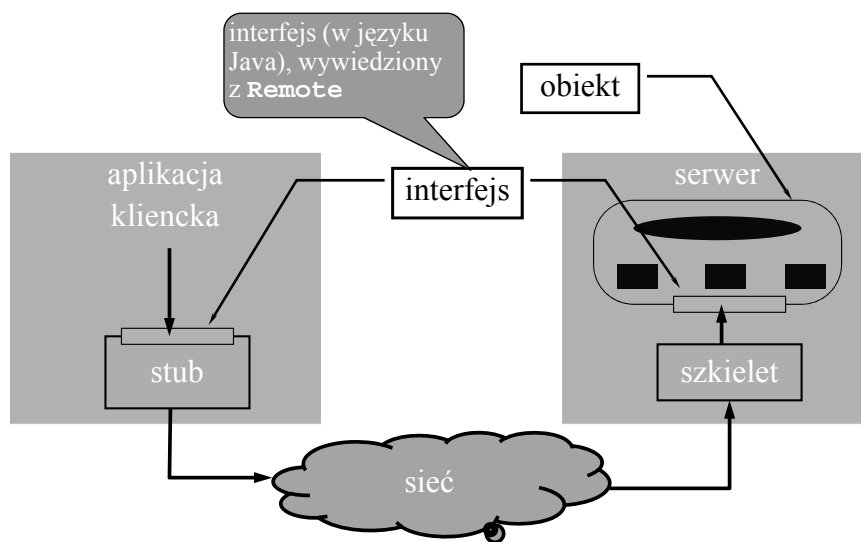 interfejs (w języku
Java), wywiedziony
z Remote
obiekt
aplikacja
kliencka
interfejs
serwer
stub
szkielet
sieć